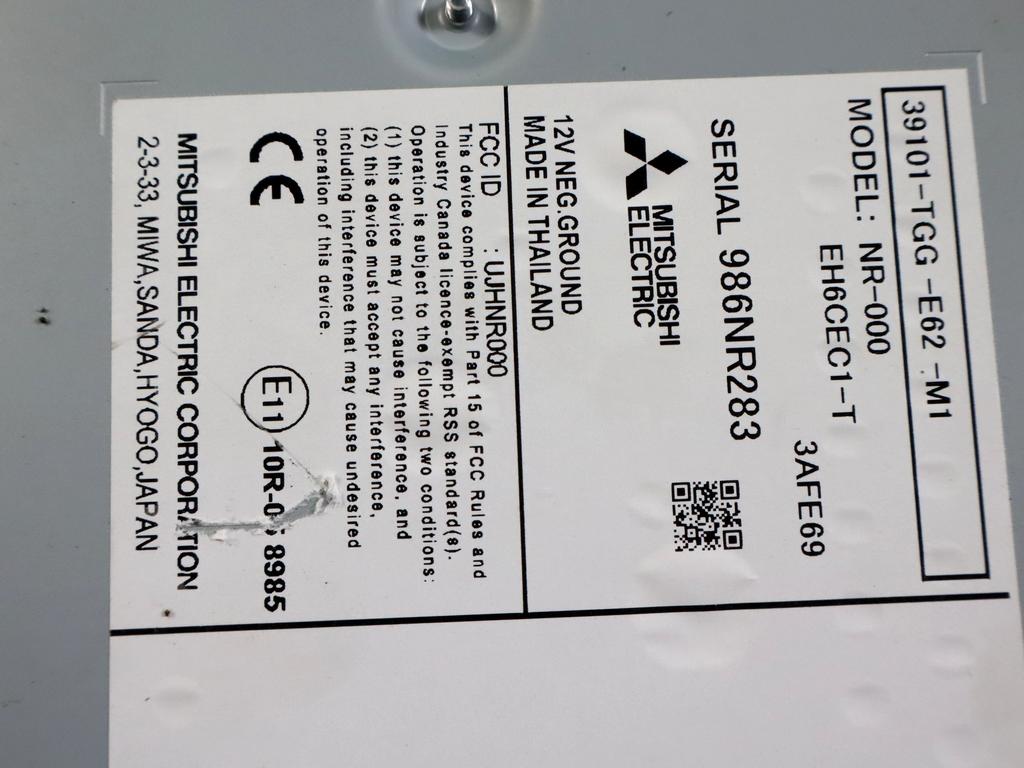 39101-TGG -E62 -M1
MODEL: NR-000
EH6CEC1-T
3AFE69
SERIAL 986NR283
MITSUBISHI
ELECTRIC
12V NEG.GROUND
MADE IN THAILAND
FCC ID : UJHNR000
This device complies with Part 15 of FCC Rules and
Industry Canada licence-exempt RSS standard(s).
Operation is subject to the following two conditions:
(1) this device may not cause interference, and
(2) this device must accept any interference,
including interference that may cause undesired
operation of this device.
CE
E11 10R-0 8985
MITSUBISHI ELECTRIC CORPORATION
2-3-33, MIWA,SANDA,HYOGO,JAPAN